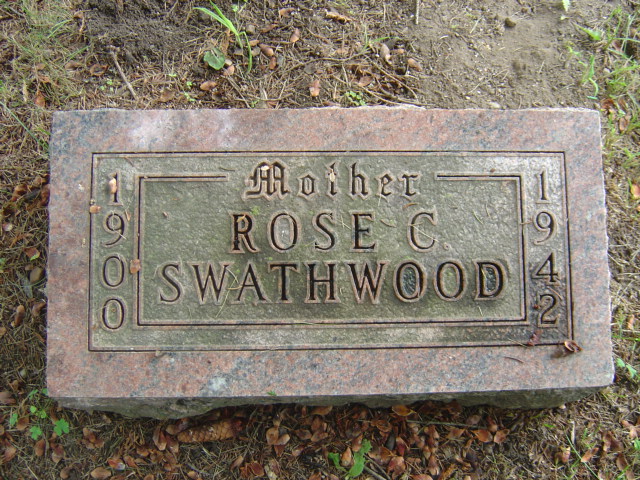 Mother
ROSE C.
SWATHWOOD
1900
1942